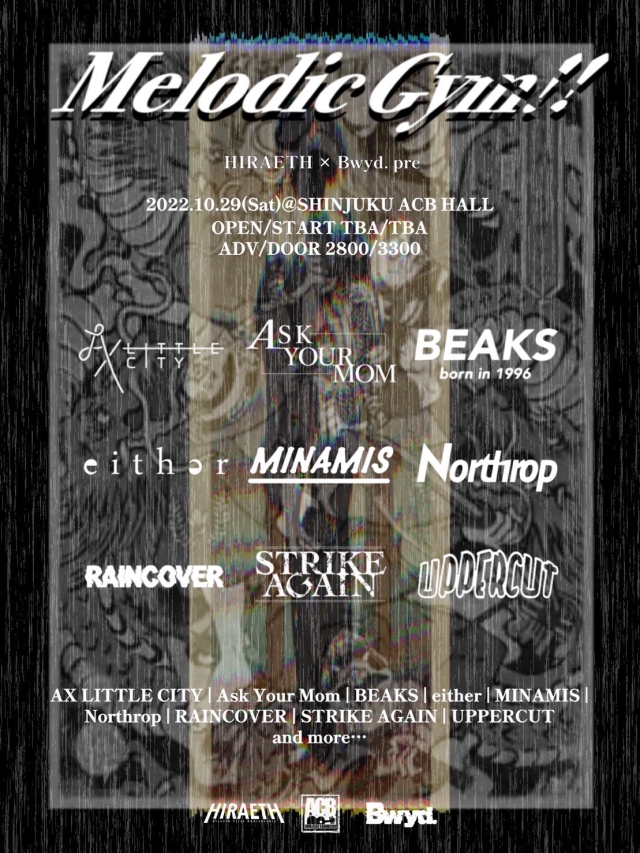 Melodic Gym!!
HIRAETH × Bwyd. pre
2022.10.29(Sat)@SHINJUKU ACB HALL
OPEN/START TBA/TBA
ADV/DOOR 2800/3300
AX LITTLE CITY
ASK YOUR MOM
BEAKS
born in 1996
either
MINAMIS
Northrop
RAINCOVER
STRIKE AGAIN
UPPERCUT
AX LITTLE CITY | Ask Your Mom | BEAKS | either | MINAMIS |
Northrop | RAINCOVER | STRIKE AGAIN | UPPERCUT
and more…
HIRAETH
ACB
Bwyd.